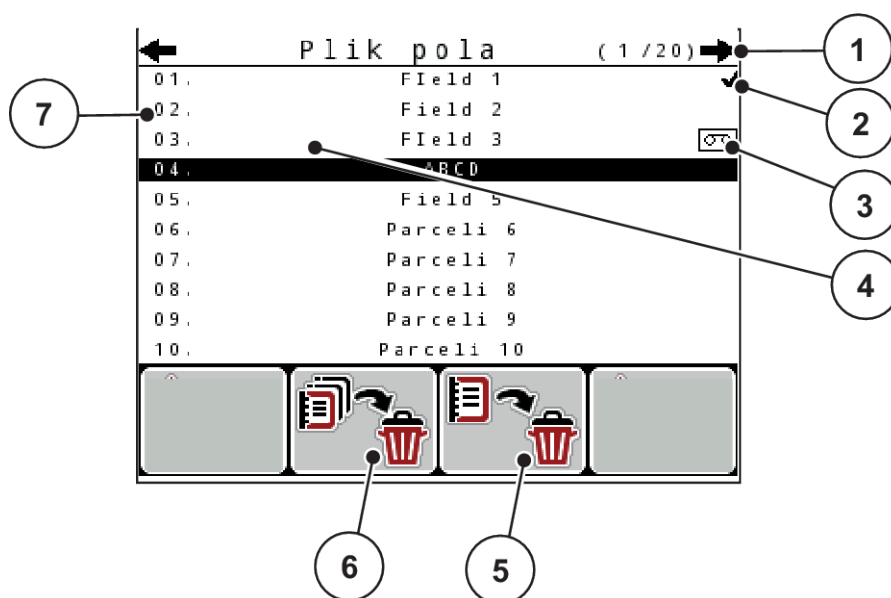 Plik pola (1/20)
01. FIeld 1
02. Field 2
03. FIeld 3
04. ABCD
05. Field 5
06. Parceli 6
07. Parceli 7
08. Parceli 8
09. Parceli 9
10. Parceli 10
1
2
3
4
5
6
7